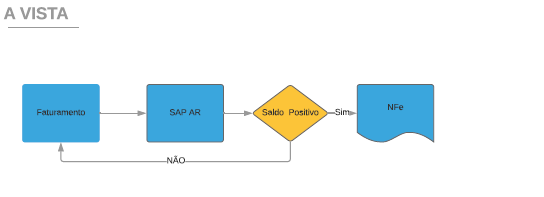 A VISTA
Faturamento
SAP AR
Saldo Positivo
Sim
NFe
NÃO